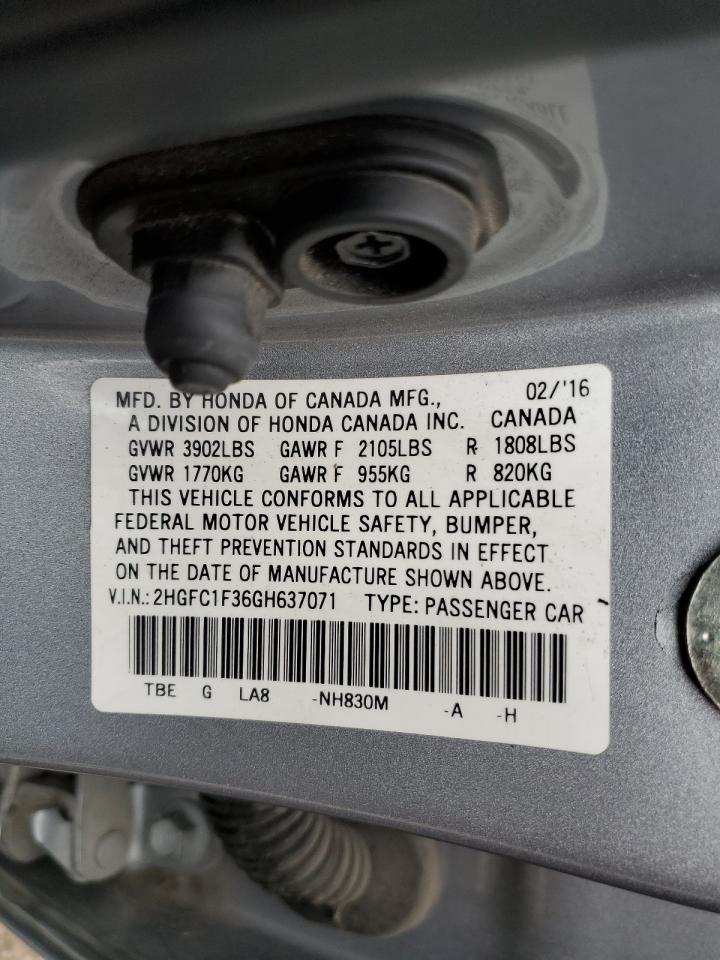 MFD. BY HONDA OF CANADA MFG., 02/'16
A DIVISION OF HONDA CANADA INC. CANADA
GVWR 3902LBS GAWR F 2105LBS R 1808LBS
GVWR 1770KG GAWR F 955KG R 820KG
THIS VEHICLE CONFORMS TO ALL APPLICABLE
FEDERAL MOTOR VEHICLE SAFETY, BUMPER,
AND THEFT PREVENTION STANDARDS IN EFFECT
ON THE DATE OF MANUFACTURE SHOWN ABOVE.
V.I.N.: 2HGFC1F36GH637071 TYPE: PASSENGER CAR
TBE G LA8 -NH830M -A -H